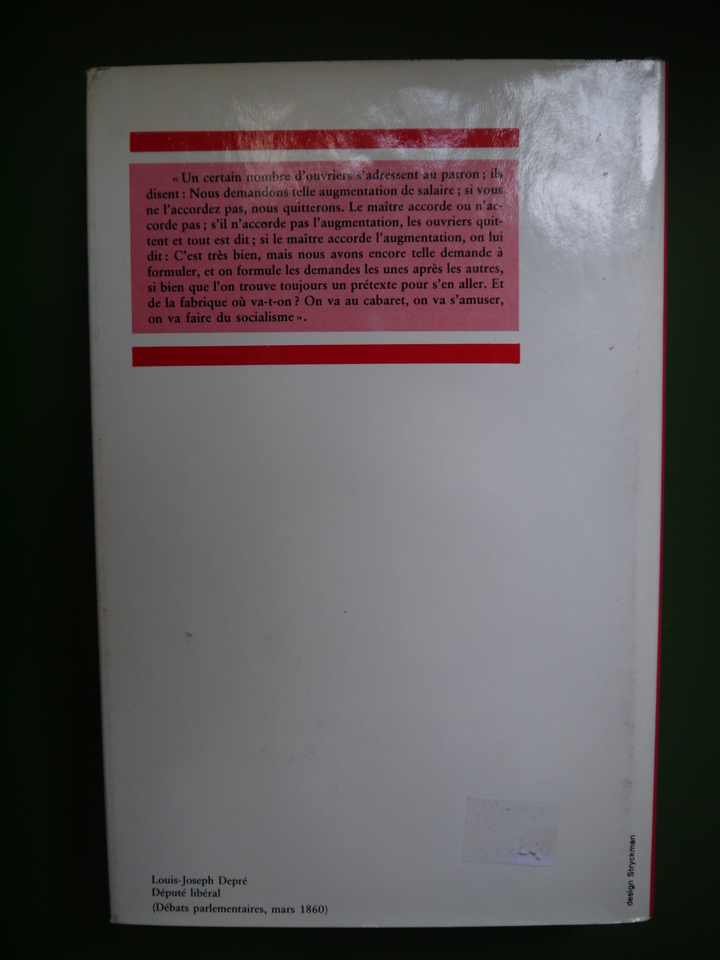 « Un certain nombre d'ouvriers s'adressent au patron ; ils
disent : Nous demandons telle augmentation de salaire ; si vous
ne l'accordez pas, nous quitterons. Le maître accorde ou n'ac-
corde pas ; s'il n'accorde pas l'augmentation, les ouvriers quit-
tent et tout est dit ; si le maître accorde l'augmentation, on lui
dit : C'est très bien, mais nous avons encore telle demande à
formuler, et on formule les demandes les unes après les autres,
si bien que l'on trouve toujours un prétexte pour s'en aller. Et
de la fabrique où va-t-on ? On va au cabaret, on va s'amuser,
on va faire du socialisme ».
Louis-Joseph Depré
Député libéral
(Débats parlementaires, mars 1860)
design Stryckman